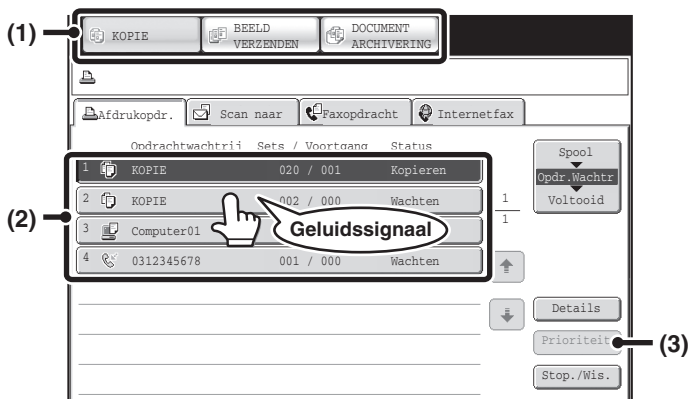 (1)
KOPIE
BEELD
VERZENDEN
DOCUMENT
ARCHIVERING
Afdrukopdr.
Scan naar
Faxopdracht
Internetfax
Opdrachtwachtrij Sets / Voortgang Status
(2)
1 KOPIE 020 / 001 Kopieren
2 KOPIE 002 / 000 Wachten
3 Computer01
4 0312345678 001 / 000 Wachten
Geluidssignaal
1
1
Spool
Opdr.Wachtr
Voltooid
Details
Prioriteit
(3)
Stop./Wis.